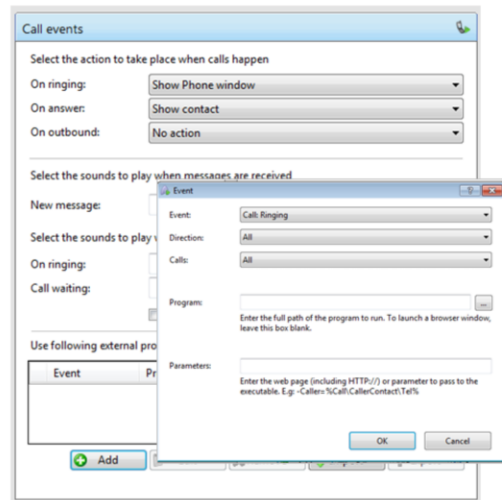 Call events
Select the action to take place when calls happen
On ringing: Show Phone window
On answer: Show contact
On outbound: No action
Select the sounds to play when messages are received
New message:
Select the sounds to play
On ringing:
Call waiting:
Use following external pro
Event Pr
Add
Event
Event: Call: Ringing
Direction: All
Calls: All
Program: ...
Enter the full path of the program to run. To launch a browser window,
leave this box blank.
Parameters:
Enter the web page (including HTTP://) or parameter to pass to the
executable. E.g: -Caller=%Call\CallerContact\Tel%
OK Cancel